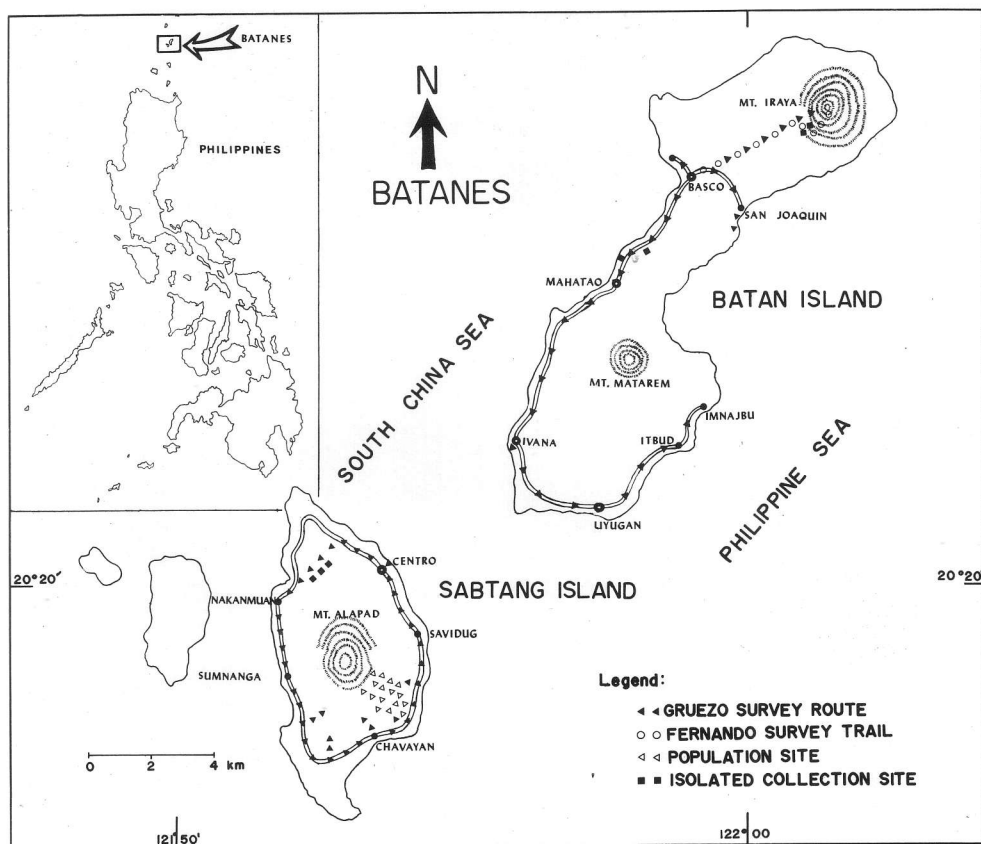 BATANES
PHILIPPINES
N
BATANES
MT. IRAYA
BASCO
SAN JOAQUIN
MAHATAO
BATAN ISLAND
SOUTH CHINA SEA
MT. MATAREM
IMNAJBU
ITBUD
IVANA
UYUGAN
PHILIPPINE SEA
CENTRO
20°20'
20°20'
SABTANG ISLAND
NAKANMUAN
MT. ALAPAD
SAVIDUG
SUMNANGA
CHAVAYAN
0 2 4 km
Legend:
GRUEZO SURVEY ROUTE
FERNANDO SURVEY TRAIL
POPULATION SITE
ISOLATED COLLECTION SITE
121°50'
122°00